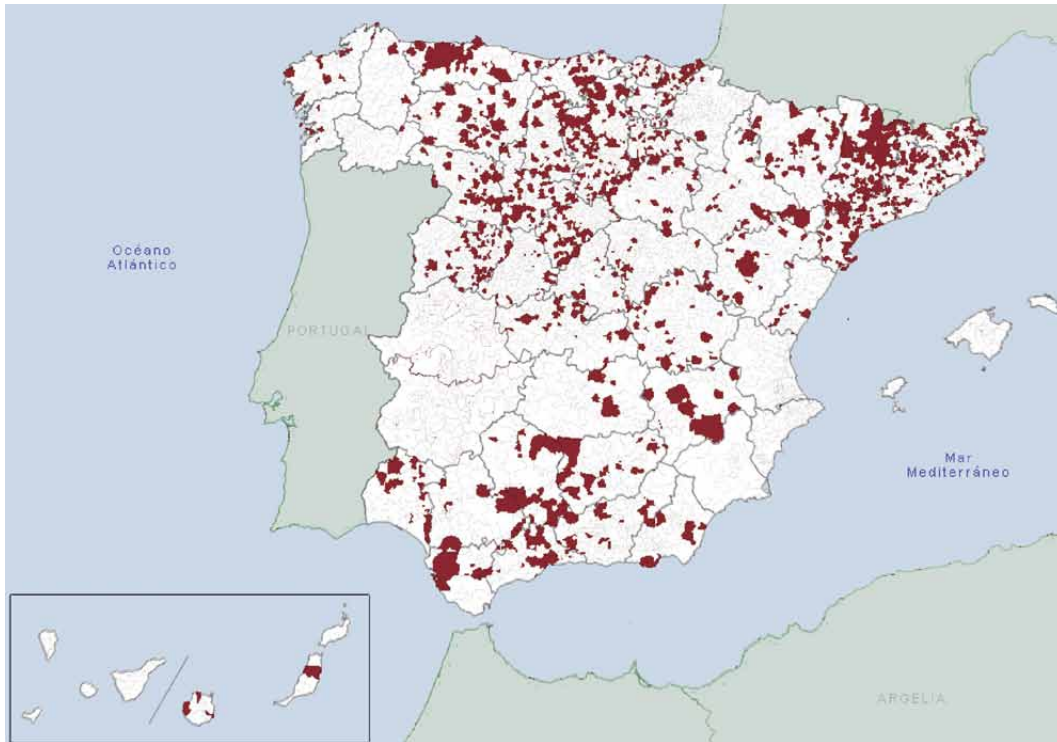 Océano
Atlántico
PORTUGAL
Mar
Mediterráneo
ARGELIA